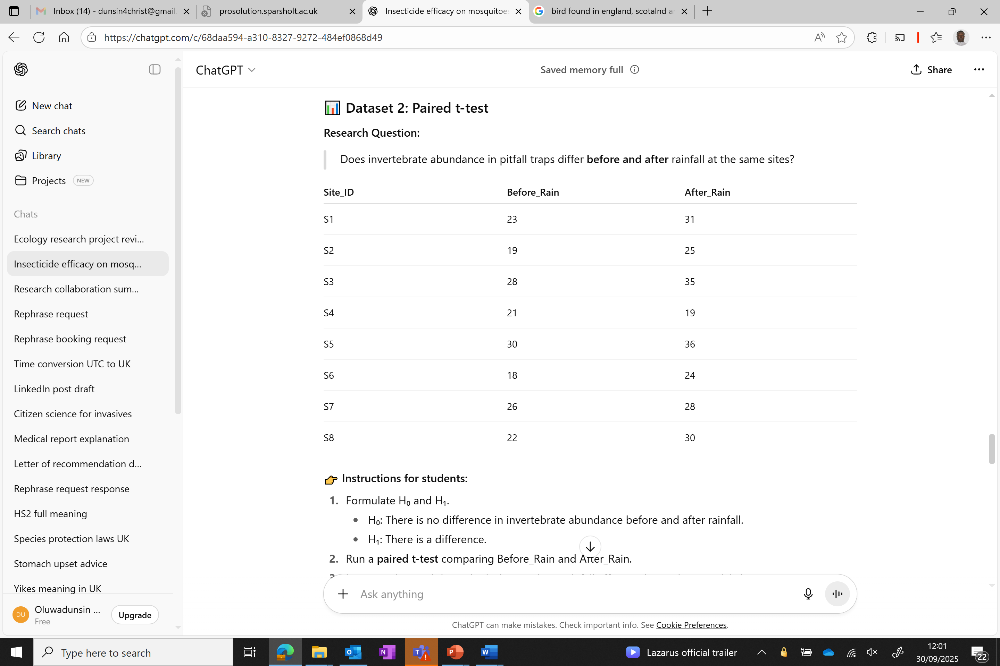 Inbox (14) - dunsin4christ@gmail.
prosolution.sparsholt.ac.uk
Insecticide efficacy on mosquitoes
bird found in england, scotalnd ar
https://chatgpt.com/c/68daa594-a310-8327-9272-484ef0868d49
ChatGPT
Saved memory full
Share
New chat
Search chats
Library
Projects NEW
Chats
Ecology research project revi...
Insecticide efficacy on mosq...
Research collaboration sum...
Rephrase request
Rephrase booking request
Time conversion UTC to UK
LinkedIn post draft
Citizen science for invasives
Medical report explanation
Letter of recommendation d...
Rephrase request response
HS2 full meaning
Species protection laws UK
Stomach upset advice
Yikes meaning in UK
DU
Oluwadunsin ...
Free
Upgrade
Dataset 2: Paired t-test
Research Question:
Does invertebrate abundance in pitfall traps differ before and after rainfall at the same sites?
Site_ID Before_Rain After_Rain
S1 23 31
S2 19 25
S3 28 35
S4 21 19
S5 30 36
S6 18 24
S7 26 28
S8 22 30
Instructions for students:
1. Formulate H₀ and H₁.
H₀: There is no difference in invertebrate abundance before and after rainfall.
H₁: There is a difference.
2. Run a paired t-test comparing Before_Rain and After_Rain.
Ask anything
ChatGPT can make mistakes. Check important info. See Cookie Preferences.
Type here to search
Lazarus official trailer
12:01
30/09/2025
22